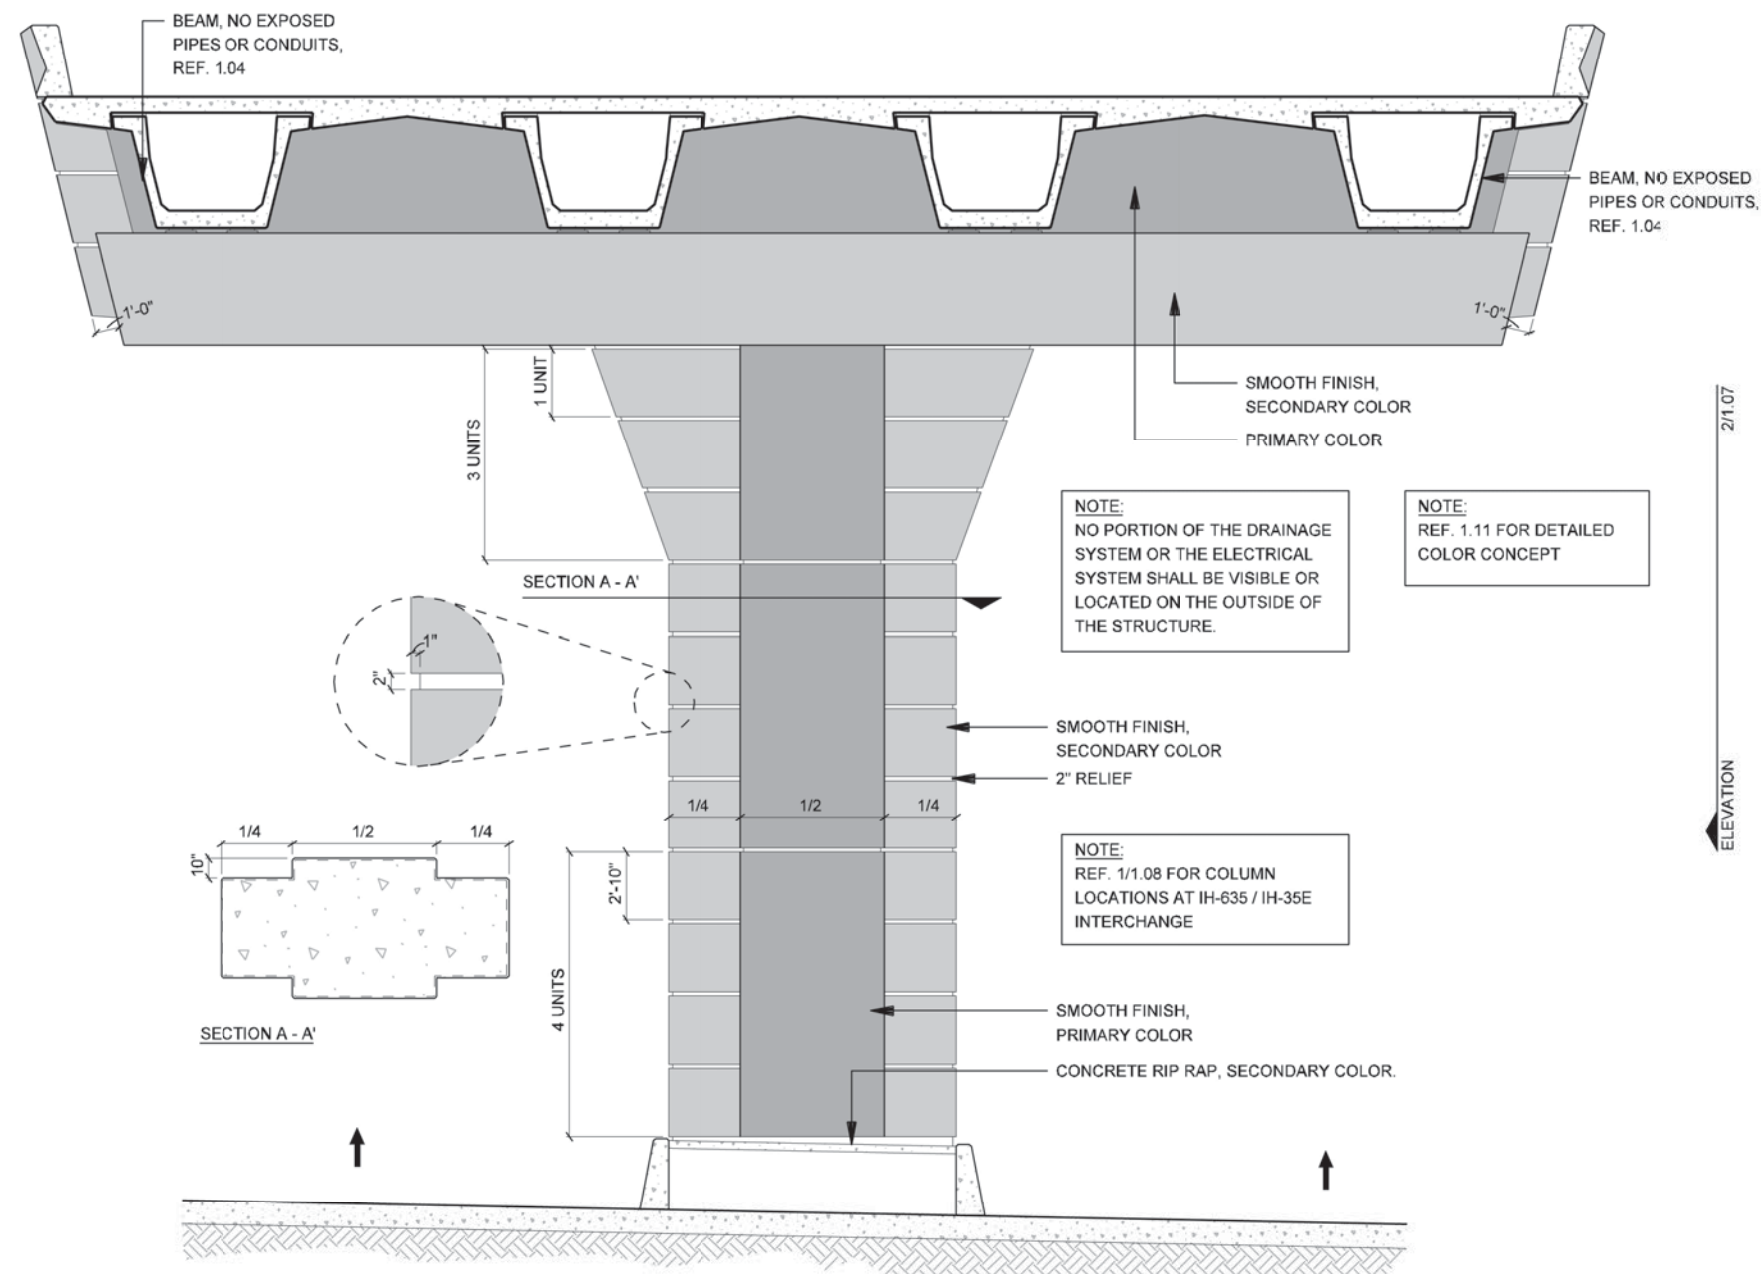 BEAM, NO EXPOSED
PIPES OR CONDUITS,
REF. 1.04
BEAM, NO EXPOSED
PIPES OR CONDUITS,
REF. 1.04
1'-0"
1'-0"
1 UNIT
3 UNITS
SMOOTH FINISH,
SECONDARY COLOR
PRIMARY COLOR
2/1.07
ELEVATION
NOTE:
NO PORTION OF THE DRAINAGE
SYSTEM OR THE ELECTRICAL
SYSTEM SHALL BE VISIBLE OR
LOCATED ON THE OUTSIDE OF
THE STRUCTURE.
NOTE:
REF. 1.11 FOR DETAILED
COLOR CONCEPT
SECTION A - A'
1"
2"
SMOOTH FINISH,
SECONDARY COLOR
2" RELIEF
1/4
1/2
1/4
1/4
1/2
1/4
10"
2'-10"
4 UNITS
NOTE:
REF. 1/1.08 FOR COLUMN
LOCATIONS AT IH-635 / IH-35E
INTERCHANGE
SECTION A - A'
SMOOTH FINISH,
PRIMARY COLOR
CONCRETE RIP RAP, SECONDARY COLOR.